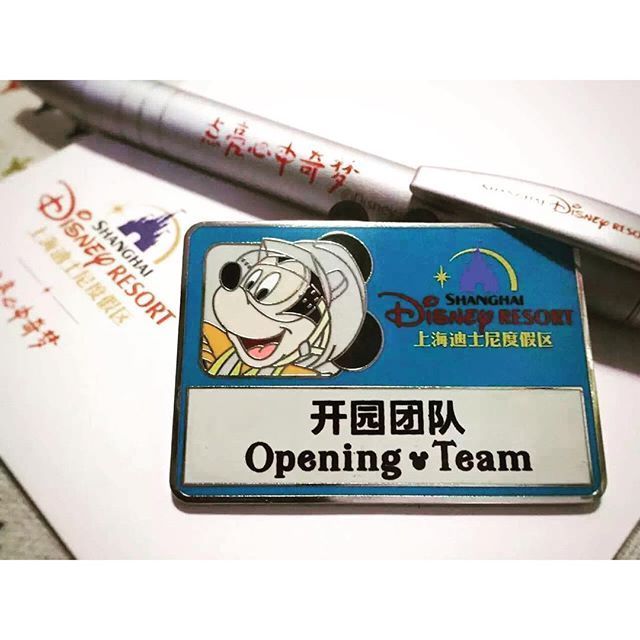 点亮心中奇梦
Disney
SHANGHAI DISNEY RESORT
SHANGHAI
DISNEY RESORT
上海迪士尼度假区
点亮心中奇梦
SHANGHAI
DISNEY RESORT
上海迪士尼度假区
开园团队
Opening Team